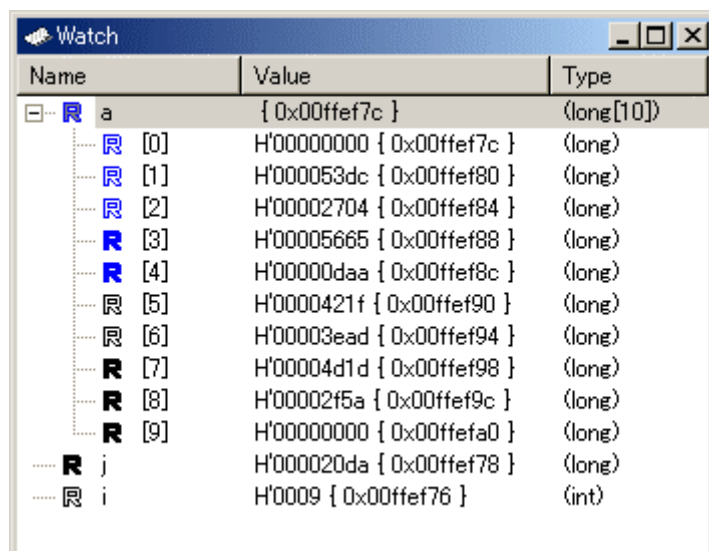 Watch
Name Value Type
R a { 0x00ffef7c } (long[10])
R [0] H'00000000 { 0x00ffef7c } (long)
R [1] H'000053dc { 0x00ffef80 } (long)
R [2] H'00002704 { 0x00ffef84 } (long)
R [3] H'00005665 { 0x00ffef88 } (long)
R [4] H'00000daa { 0x00ffef8c } (long)
R [5] H'0000421f { 0x00ffef90 } (long)
R [6] H'00003ead { 0x00ffef94 } (long)
R [7] H'00004d1d { 0x00ffef98 } (long)
R [8] H'00002f5a { 0x00ffef9c } (long)
R [9] H'00000000 { 0x00ffefa0 } (long)
R j H'000020da { 0x00ffef78 } (long)
R i H'0009 { 0x00ffef76 } (int)